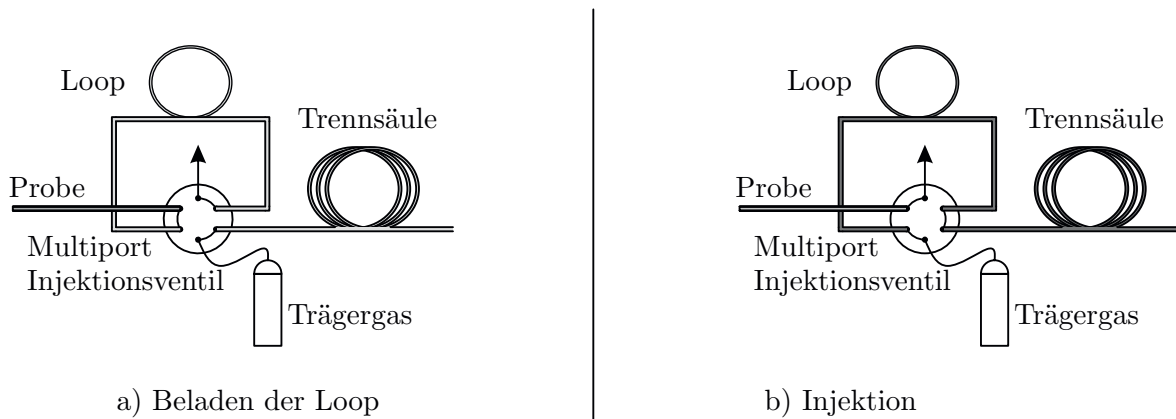 Loop
Trennsäule
Probe
Multiport
Injektionsventil
Trägergas
a) Beladen der Loop
Loop
Trennsäule
Probe
Multiport
Injektionsventil
Trägergas
b) Injektion